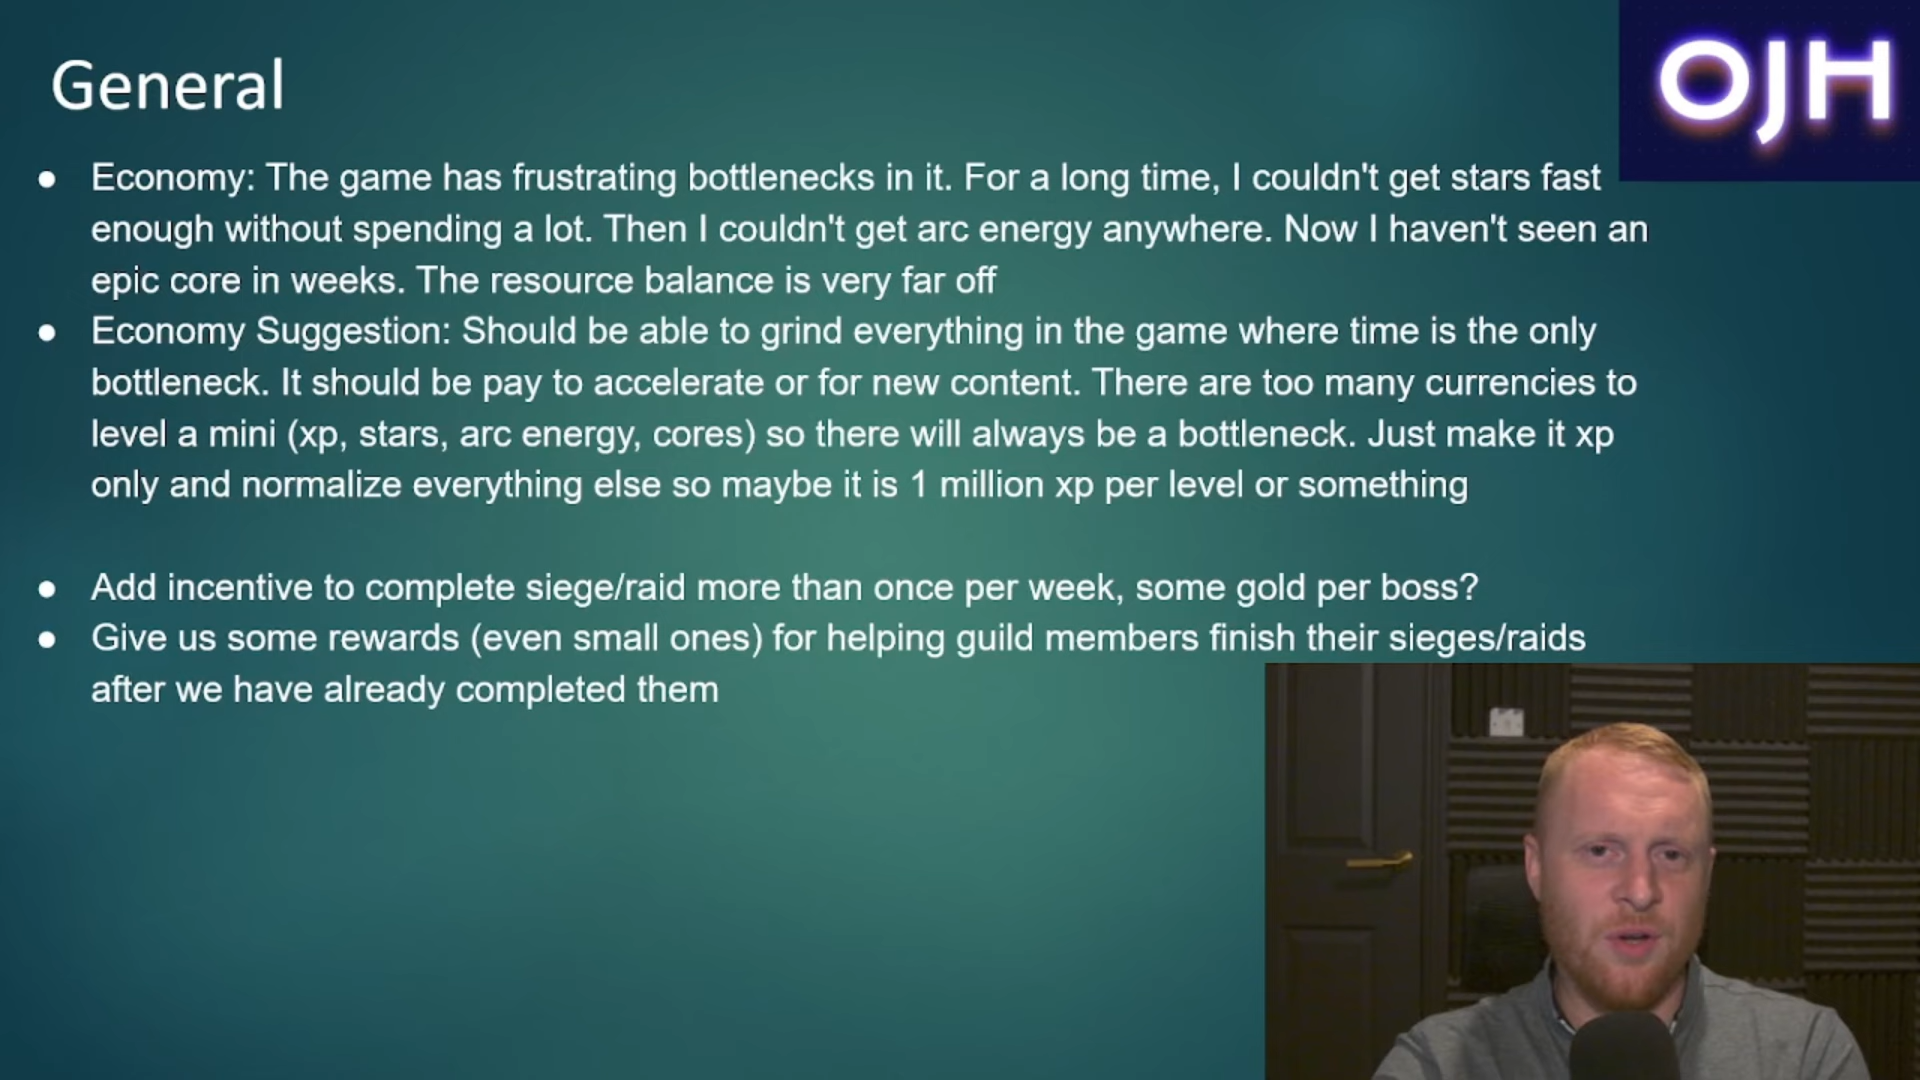 General
OJH
Economy: The game has frustrating bottlenecks in it. For a long time, I couldn't get stars fast
enough without spending a lot. Then I couldn't get arc energy anywhere. Now I haven't seen an
epic core in weeks. The resource balance is very far off
Economy Suggestion: Should be able to grind everything in the game where time is the only
bottleneck. It should be pay to accelerate or for new content. There are too many currencies to
level a mini (xp, stars, arc energy, cores) so there will always be a bottleneck. Just make it xp
only and normalize everything else so maybe it is 1 million xp per level or something
Add incentive to complete siege/raid more than once per week, some gold per boss?
Give us some rewards (even small ones) for helping guild members finish their sieges/raids
after we have already completed them